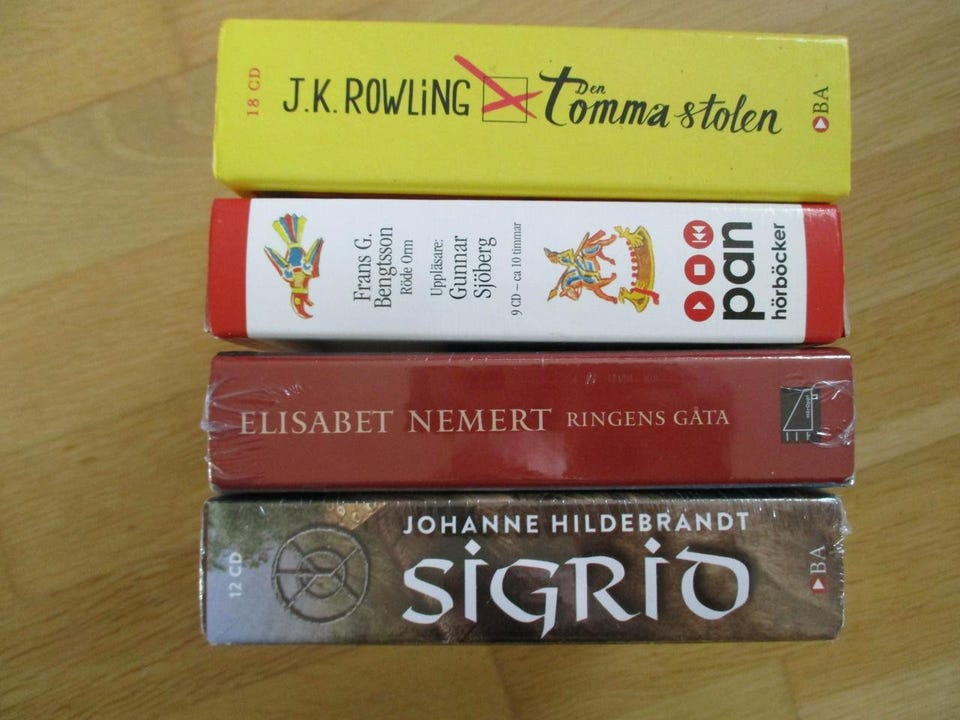 18 CD
J.K. ROWLING
Den
Tomma stolen
BA
Frans G.
Bengtsson
Röde Orm
Uppläsare:
Gunnar
Sjöberg
9 CD – ca 10 timmar
pan
hörböcker
ELISABET NEMERT RINGENS GÅTA
12 CD
JOHANNE HILDEBRANDT
SIGRID
BA